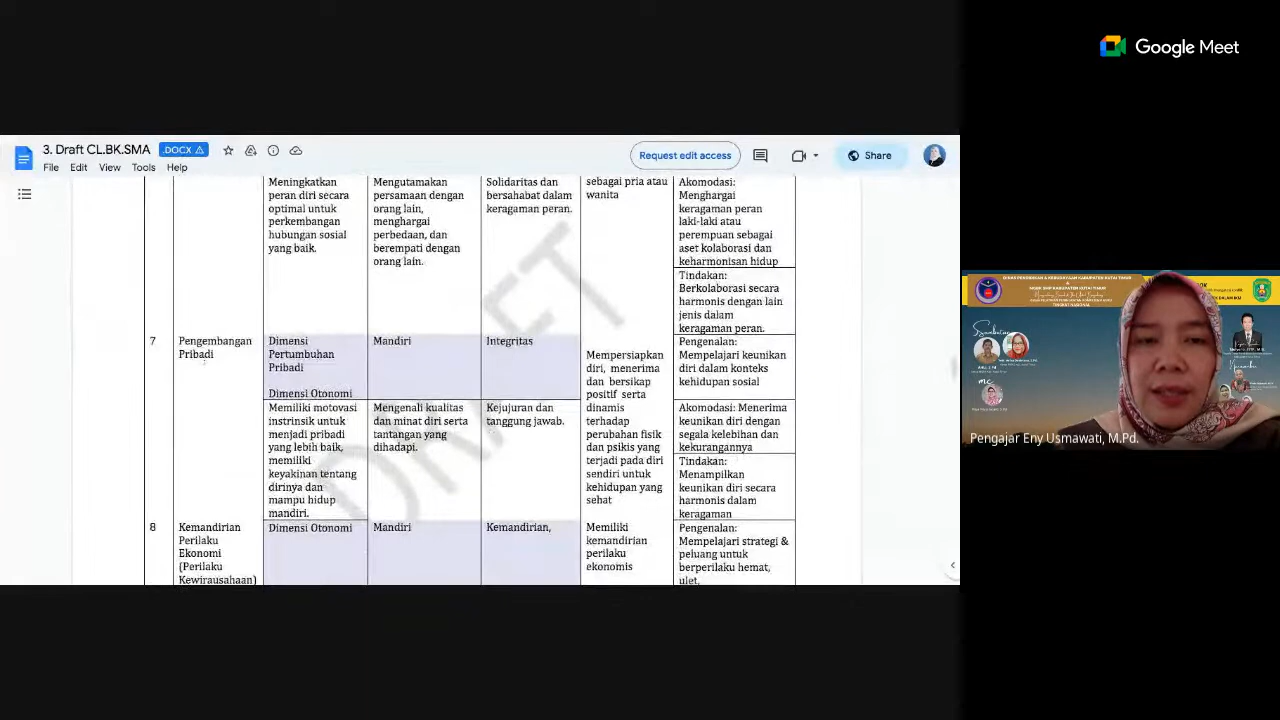 Google Meet
3. Draft CL.BK.SMA
.DOCX
File Edit View Tools Help
Request edit access
Share
Meningkatkan
peran diri secara
optimal untuk
perkembangan
hubungan sosial
yang baik.
Mengutamakan
persamaan dengan
orang lain,
menghargai
perbedaan, dan
berempati dengan
orang lain.
Solidaritas dan
bersahabat dalam
keragaman peran.
sebagai pria atau
wanita
Akomodasi:
Menghargai
keragaman peran
laki-laki atau
perempuan sebagai
aset kolaborasi dan
keharmonisan hidup
Tindakan:
Berkolaborasi secara
harmonis dengan lain
jenis dalam
keragaman peran.
7
Pengembangan
Pribadi
Dimensi
Pertumbuhan
Pribadi
Dimensi Otonomi
Mandiri
Integritas
Memiliki motovasi
instrinsik untuk
menjadi pribadi
yang lebih baik,
memiliki
keyakinan tentang
dirinya dan
mampu hidup
mandiri.
Mengenali kualitas
dan minat diri serta
tantangan yang
dihadapi.
Kejujuran dan
tanggung jawab.
Mempersiapkan
diri, menerima
dan bersikap
positif serta
dinamis
terhadap
perubahan fisik
dan psikis yang
terjadi pada diri
sendiri untuk
kehidupan yang
sehat
Pengenalan:
Mempelajari keunikan
diri dalam konteks
kehidupan sosial
Akomodasi: Menerima
keunikan diri dengan
segala kelebihan dan
kekurangannya
Tindakan:
Menampilkan
keunikan diri secara
harmonis dalam
keragaman
8
Kemandirian
Perilaku
Ekonomi
(Perilaku
Kewirausahaan)
Dimensi Otonomi
Mandiri
Kemandirian,
Memiliki
kemandirian
perilaku
ekonomis
Pengenalan:
Mempelajari strategi &
peluang untuk
berperilaku hemat,
ulet,
DRAFT
Sambutan
mc
Pengajar Eny Usmawati, M.Pd.